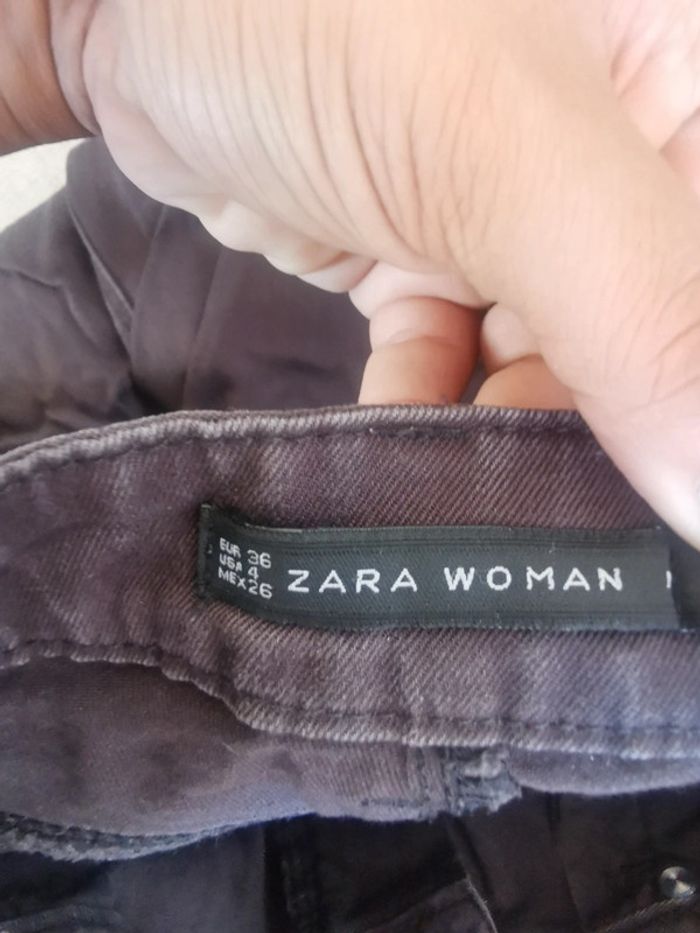 EUR 36
USA 4
MEX 26
ZARA WOMAN